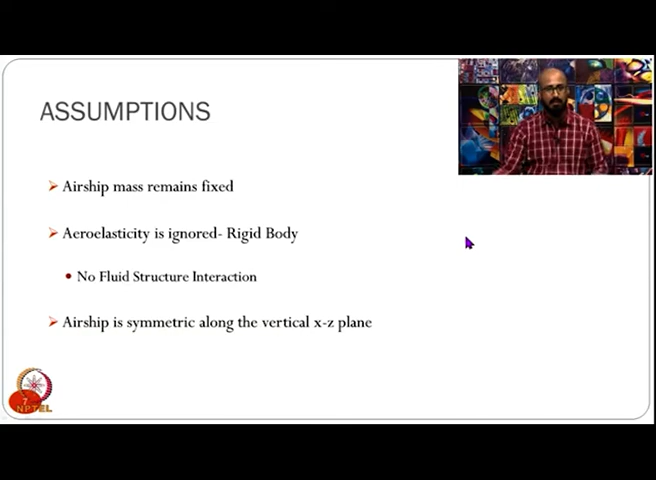 ASSUMPTIONS
Airship mass remains fixed
Aeroelasticity is ignored- Rigid Body
No Fluid Structure Interaction
Airship is symmetric along the vertical x-z plane
7
NPTEL